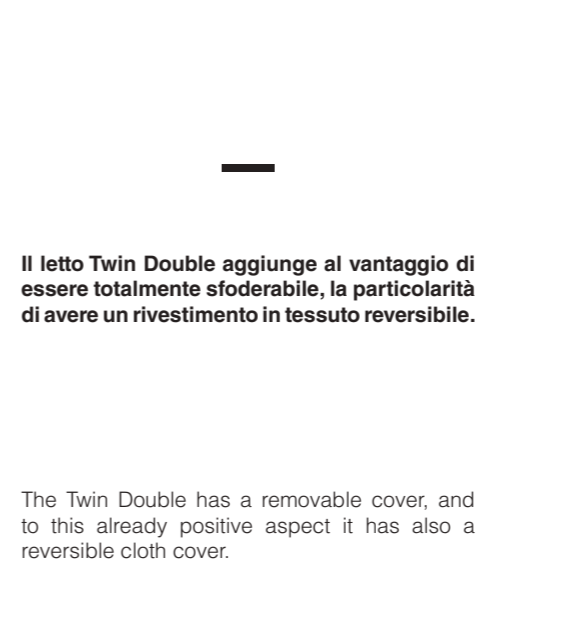 Il letto Twin Double aggiunge al vantaggio di
essere totalmente sfoderabile, la particolarità
di avere un rivestimento in tessuto reversibile.
The Twin Double has a removable cover, and
to this already positive aspect it has also a
reversible cloth cover.